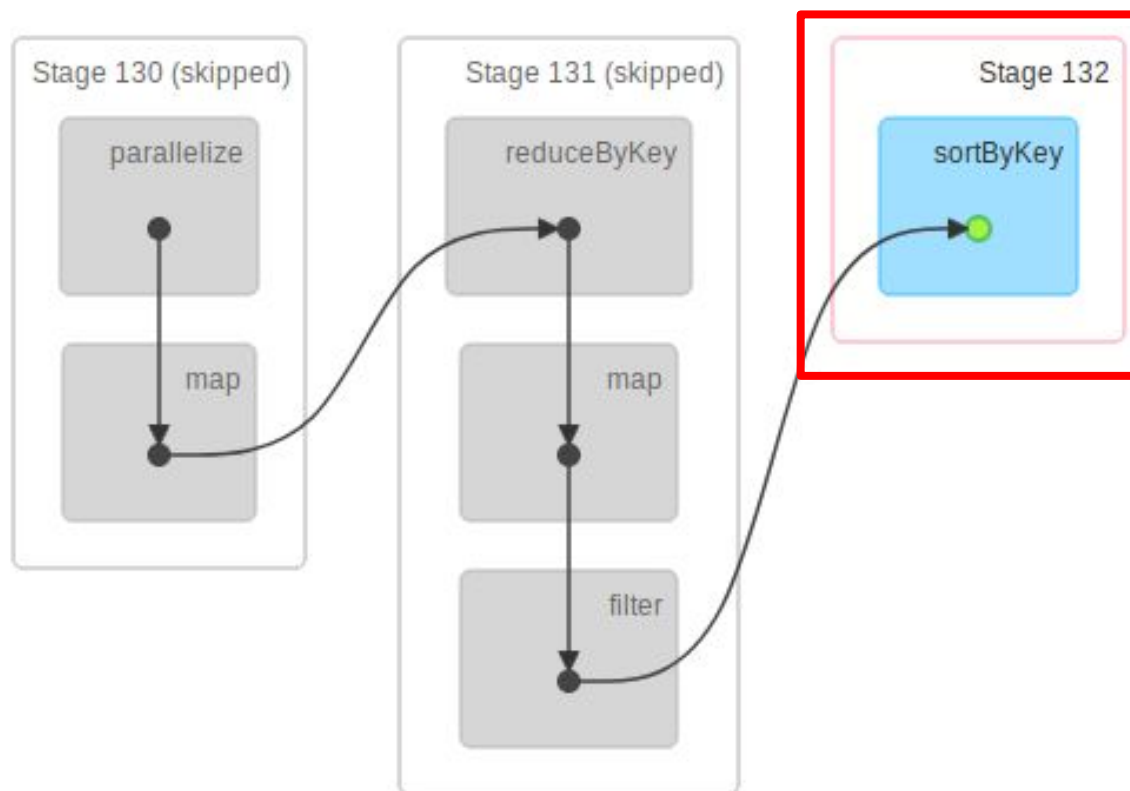 Stage 130 (skipped)
parallelize
map
Stage 131 (skipped)
reduceByKey
map
filter
Stage 132
sortByKey